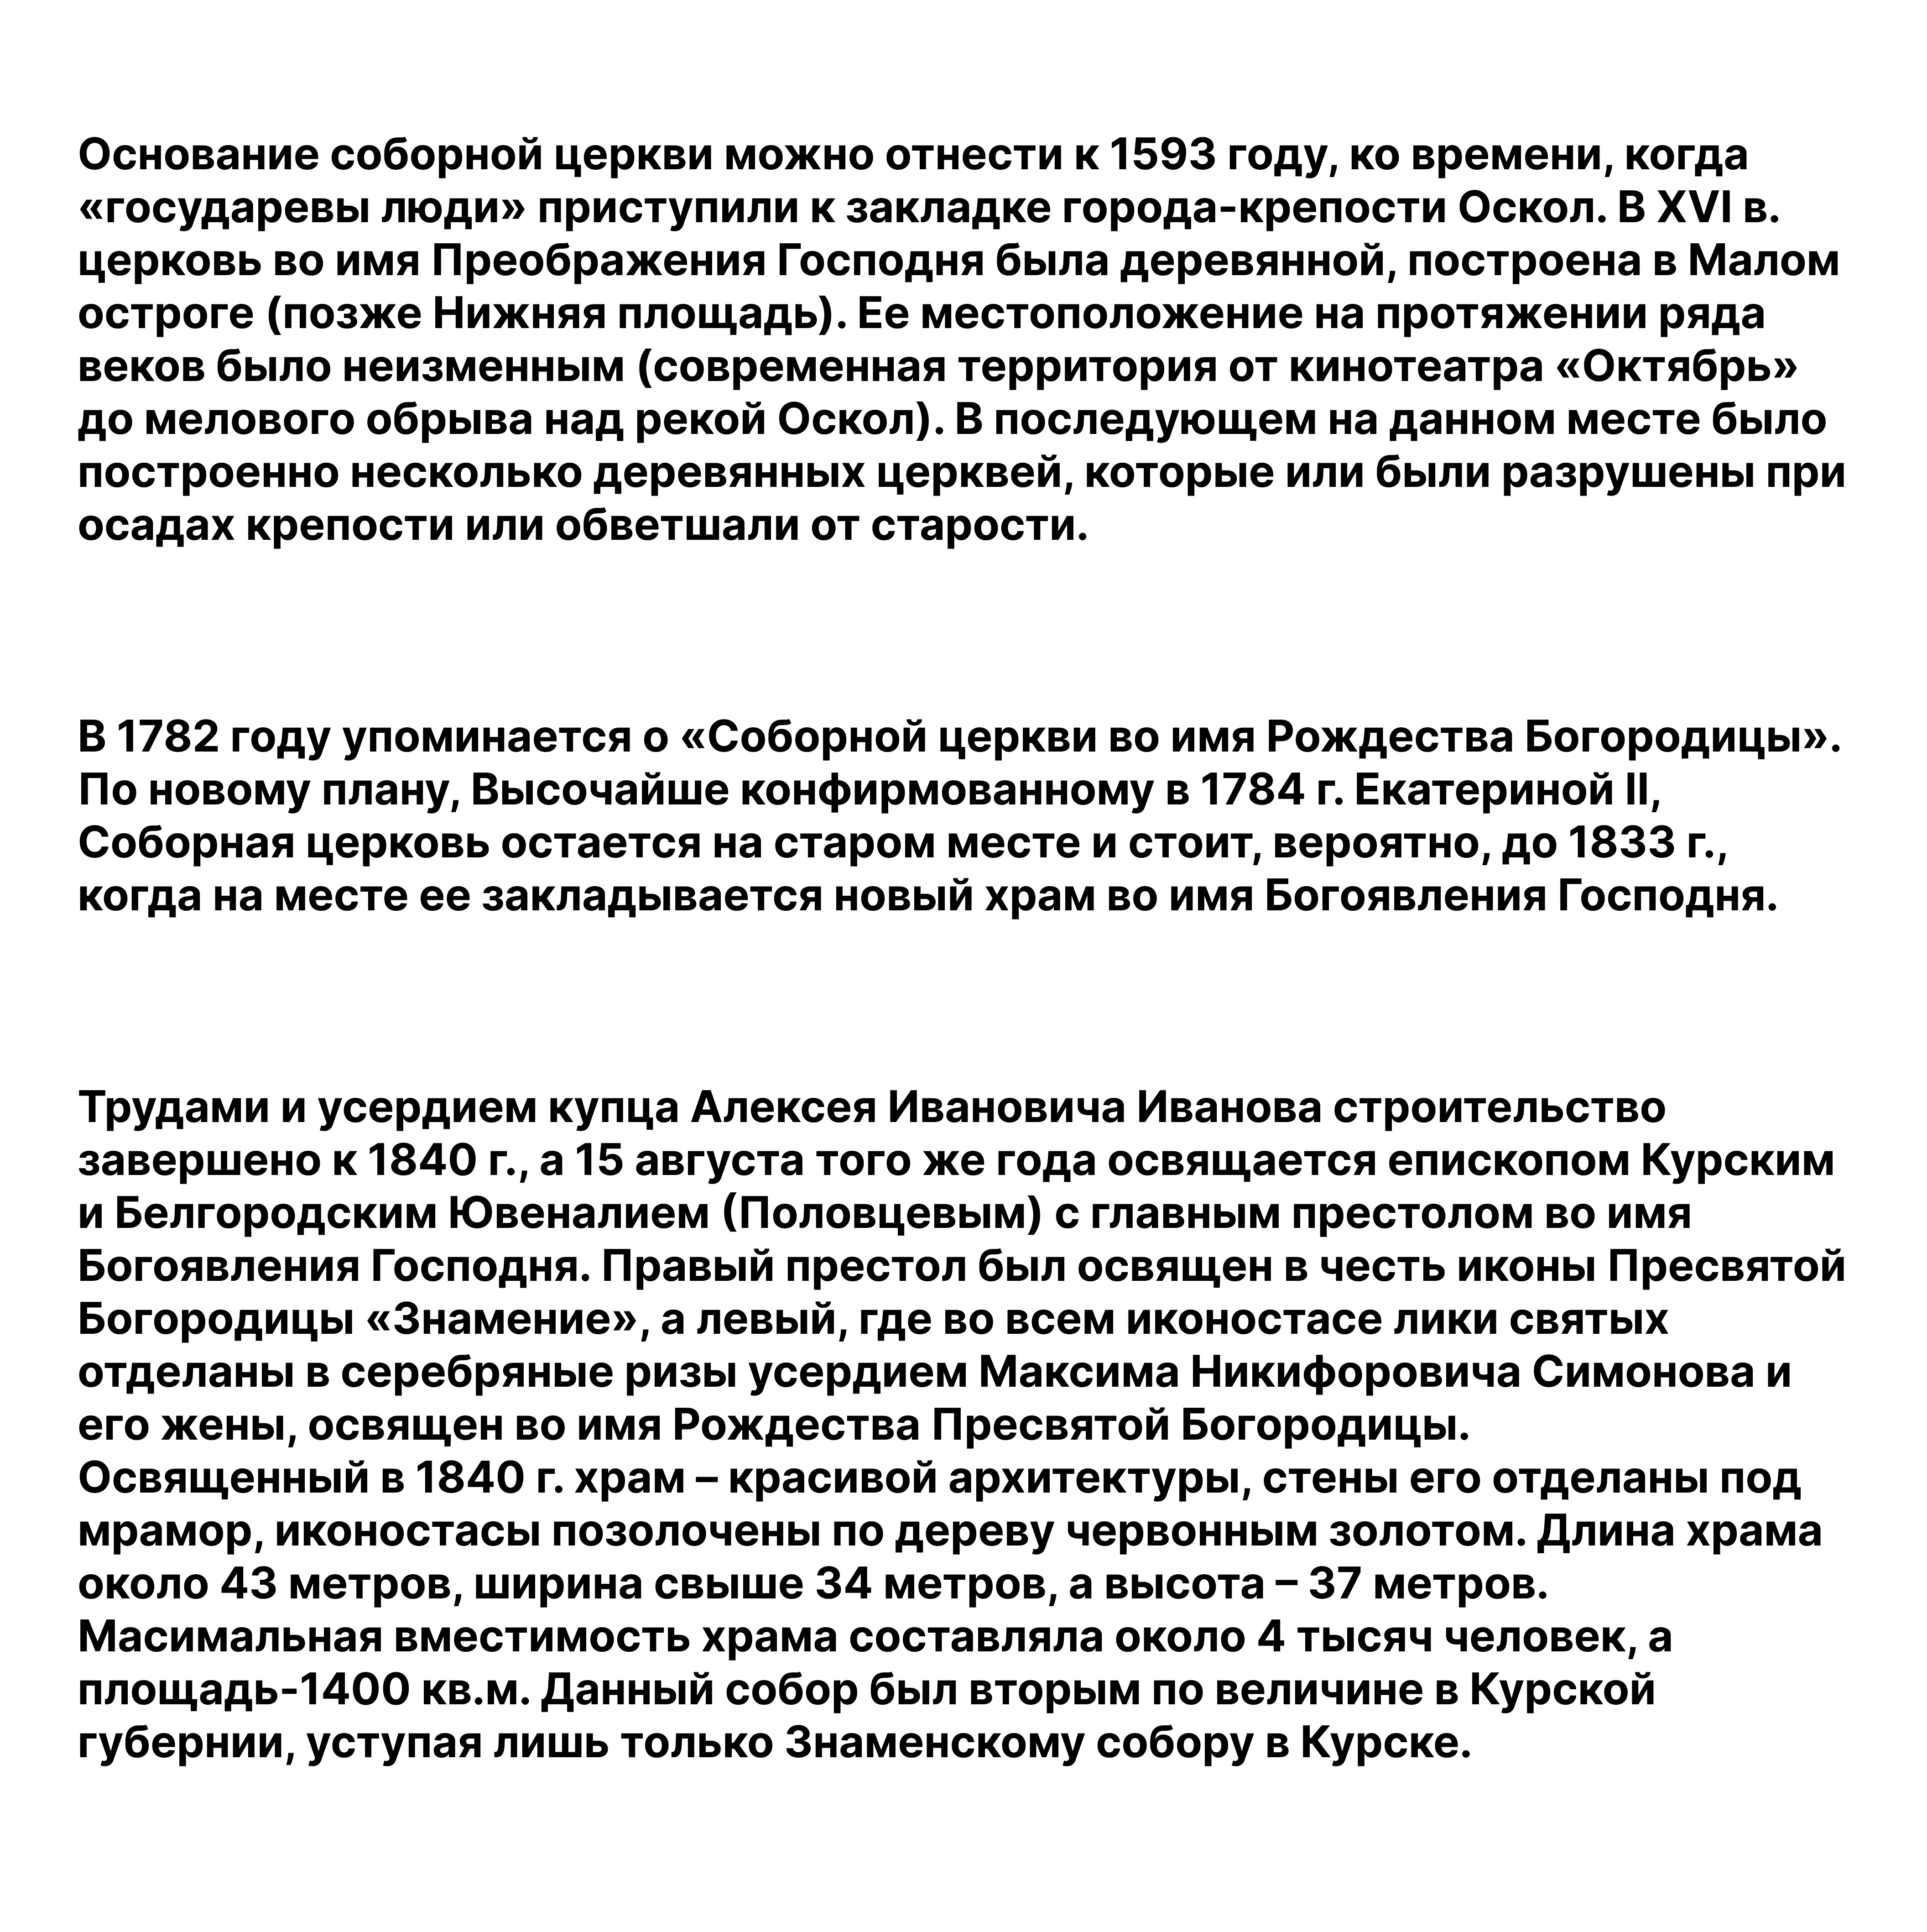 Основание соборной церкви можно отнести к 1593 году, ко времени, когда
«государевы люди» приступили к закладке города-крепости Оскол. В XVI в.
церковь во имя Преображения Господня была деревянной, построена в Малом
остроге (позже Нижняя площадь). Ее местоположение на протяжении ряда
веков было неизменным (современная территория от кинотеатра «Октябрь»
до мелового обрыва над рекой Оскол). В последующем на данном месте было
построенно несколько деревянных церквей, которые или были разрушены при
осадах крепости или обветшали от старости.
В 1782 году упоминается о «Соборной церкви во имя Рождества Богородицы».
По новому плану, Высочайше конфирмованному в 1784 г. Екатериной II,
Соборная церковь остается на старом месте и стоит, вероятно, до 1833 г.,
когда на месте ее закладывается новый храм во имя Богоявления Господня.
Трудами и усердием купца Алексея Ивановича Иванова строительство
завершено к 1840 г., а 15 августа того же года освящается епископом Курским
и Белгородским Ювеналием (Половцевым) с главным престолом во имя
Богоявления Господня. Правый престол был освящен в честь иконы Пресвятой
Богородицы «Знамение», а левый, где во всем иконостасе лики святых
отделаны в серебряные ризы усердием Максима Никифоровича Симонова и
его жены, освящен во имя Рождества Пресвятой Богородицы.
Освященный в 1840 г. храм – красивой архитектуры, стены его отделаны под
мрамор, иконостасы позолочены по дереву червонным золотом. Длина храма
около 43 метров, ширина свыше 34 метров, а высота – 37 метров.
Масимальная вместимость храма составляла около 4 тысяч человек, а
площадь-1400 кв.м. Данный собор был вторым по величине в Курской
губернии, уступая лишь только Знаменскому собору в Курске.